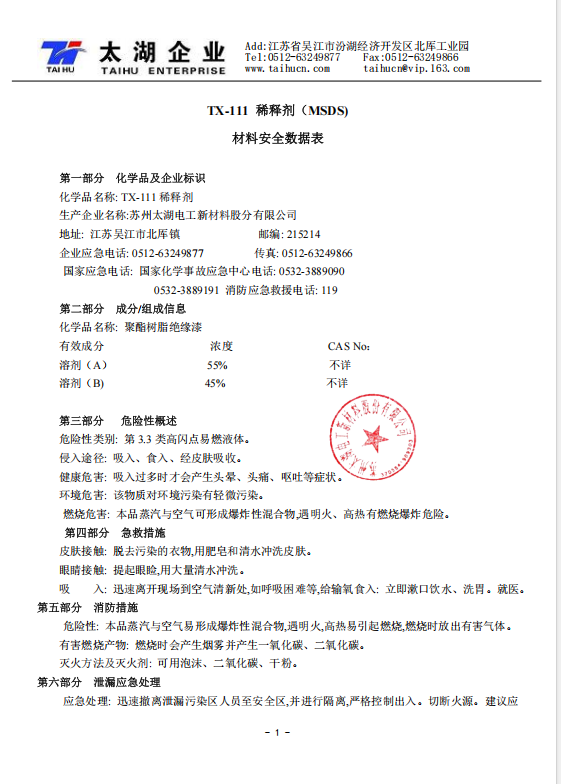 太湖企业
TAI HU
TAIHU ENTERPRISE
Add:江苏省吴江市汾湖经济开发区北厍工业园
Tel:0512-63249877 Fax:0512-63249866
www.taihucn.com taihucn@vip.163.com
TX-111 稀释剂（MSDS)
材料安全数据表
第一部分 化学品及企业标识
化学品名称: TX-111 稀释剂
生产企业名称:苏州太湖电工新材料股分有限公司
地址: 江苏吴江市北厍镇 邮编: 215214
企业应急电话: 0512-63249877 传真: 0512-63249866
国家应急电话: 国家化学事故应急中心电话: 0532-3889090
0532-3889191 消防应急救援电话: 119
第二部分 成分/组成信息
化学品名称: 聚酯树脂绝缘漆
有效成分 浓度 CAS No:
溶剂（A） 55% 不详
溶剂（B) 45% 不详
第三部分 危险性概述
危险性类别: 第 3.3 类高闪点易燃液体。
侵入途径: 吸入、食入、经皮肤吸收。
健康危害: 吸入过多时才会产生头晕、头痛、呕吐等症状。
环境危害: 该物质对环境污染有轻微污染。
燃烧危害: 本品蒸汽与空气可形成爆炸性混合物,遇明火、高热有燃烧爆炸危险。
第四部分 急救措施
皮肤接触: 脱去污染的衣物,用肥皂和清水冲洗皮肤。
眼睛接触: 提起眼睑,用大量清水冲洗。
吸 入: 迅速离开现场到空气清新处,如呼吸困难等,给输氧食入: 立即漱口饮水、洗胃。就医。
第五部分 消防措施
危险性: 本品蒸汽与空气易形成爆炸性混合物,遇明火,高热易引起燃烧,燃烧时放出有害气体。
有害燃烧产物: 燃烧时会产生烟雾并产生一氧化碳、二氧化碳。
灭火方法及灭火剂: 可用泡沫、二氧化碳、干粉。
第六部分 泄漏应急处理
应急处理: 迅速撤离泄漏污染区人员至安全区,并进行隔离,严格控制出入。切断火源。建议应
- 1 -